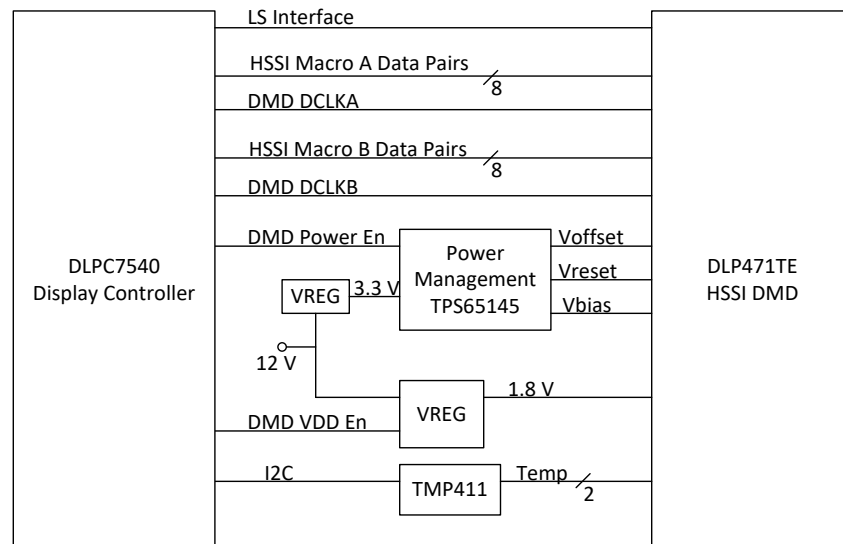 LS Interface
HSSI Macro A Data Pairs
8
DMD DCLKA
HSSI Macro B Data Pairs
8
DMD DCLKB
DLPC7540
Display Controller
DMD Power En
Power
Management
TPS65145
Voffset
Vreset
Vbias
DLP471TE
HSSI DMD
VREG
3.3 V
12 V
VREG
1.8 V
DMD VDD En
I2C
TMP411
Temp
2